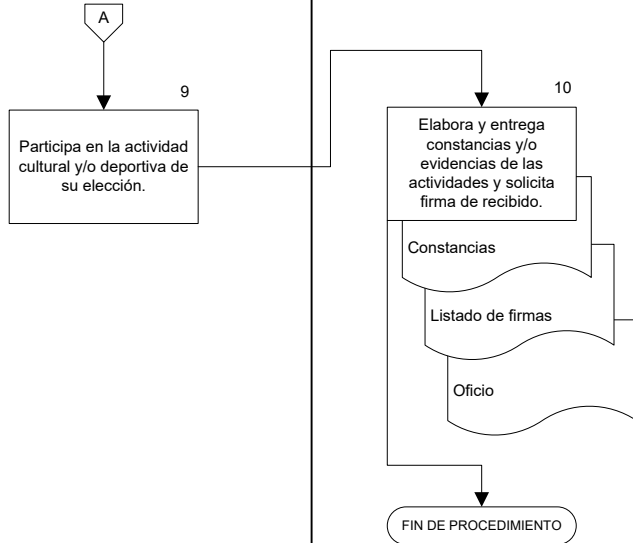 A
9
Participa en la actividad
cultural y/o deportiva de
su elección.
10
Elabora y entrega
constancias y/o
evidencias de las
actividades y solicita
firma de recibido.
Constancias
Listado de firmas
Oficio
FIN DE PROCEDIMIENTO